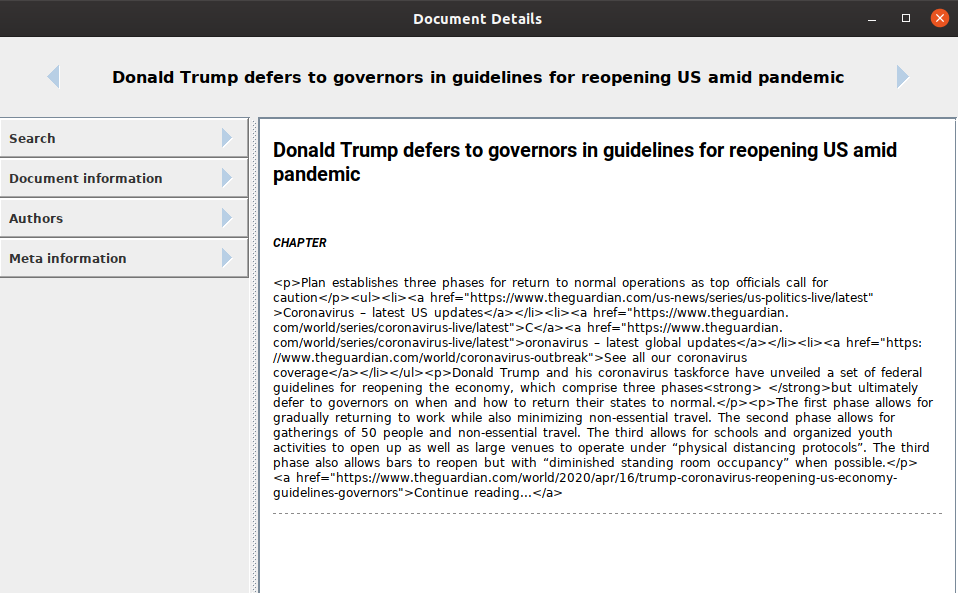 Document Details
Donald Trump defers to governors in guidelines for reopening US amid pandemic
Search
Document information
Authors
Meta information
Donald Trump defers to governors in guidelines for reopening US amid
pandemic
CHAPTER
<p>Plan establishes three phases for return to normal operations as top officials call for
caution</p><ul><li><a href="https://www.theguardian.com/us-news/series/us-politics-live/latest"
>Coronavirus – latest US updates</a></li><li><a href="https://www.theguardian.
com/world/series/coronavirus-live/latest">C</a><a href="https://www.theguardian.
com/world/series/coronavirus-live/latest">oronavirus – latest global updates</a></li><li><a href="https:
//www.theguardian.com/world/coronavirus-outbreak">See all our coronavirus
coverage</a></li></ul><p>Donald Trump and his coronavirus taskforce have unveiled a set of federal
guidelines for reopening the economy, which comprise three phases<strong> </strong>but ultimately
defer to governors on when and how to return their states to normal.</p><p>The first phase allows for
gradually returning to work while also minimizing non-essential travel. The second phase allows for
gatherings of 50 people and non-essential travel. The third allows for schools and organized youth
activities to open up as well as large venues to operate under “physical distancing protocols”. The third
phase also allows bars to reopen but with “diminished standing room occupancy” when possible.</p>
<a href="https://www.theguardian.com/world/2020/apr/16/trump-coronavirus-reopening-us-economy-
guidelines-governors">Continue reading...</a>